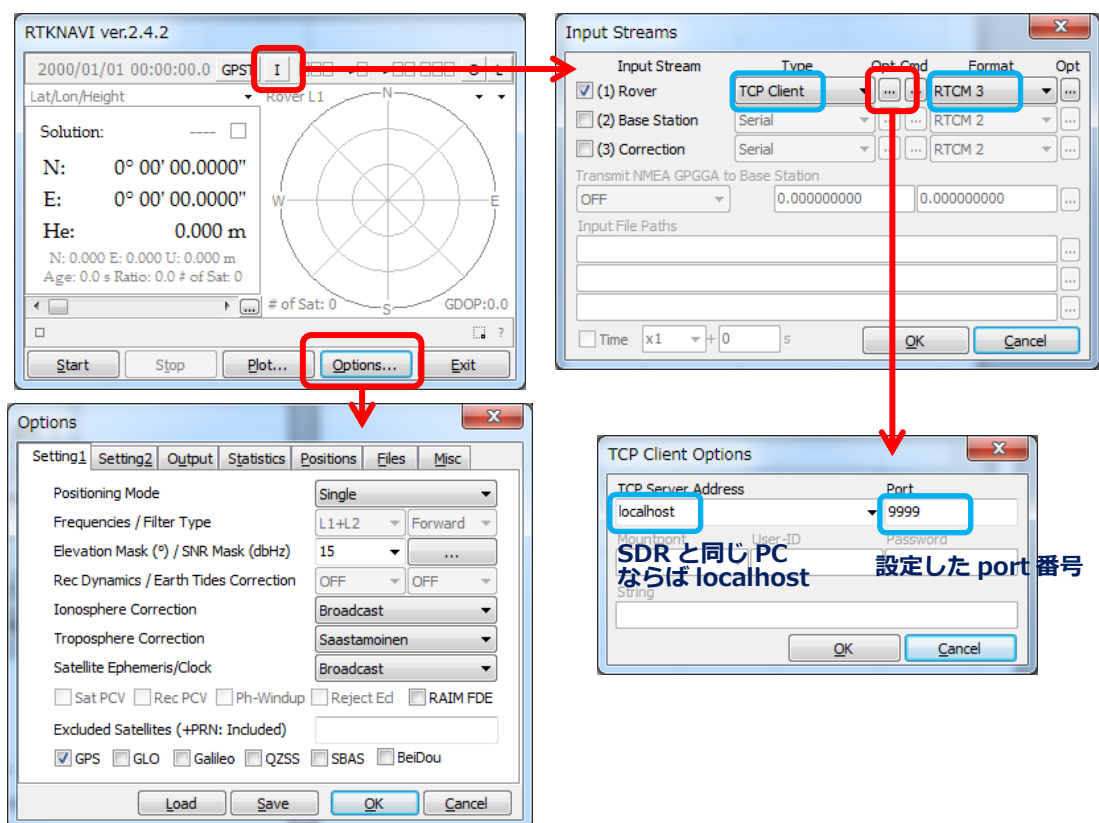 RTKNAVI ver.2.4.2
2000/01/01 00:00:00.0 GPST I L
Lat/Lon/Height Rover L1
N
W E
S
Solution: ----
N: 0° 00' 00.0000"
E: 0° 00' 00.0000"
He: 0.000 m
N: 0.000 E: 0.000 U: 0.000 m
Age: 0.0 s Ratio: 0.0 # of Sat: 0
... # of Sat: 0 GDOP:0.0
?
Start Stop Plot... Options... Exit
Input Streams
Input Stream Type Opt Cmd Format Opt
(1) Rover TCP Client ... ... RTCM 3 ...
(2) Base Station Serial ... ... RTCM 2 ...
(3) Correction Serial ... ... RTCM 2 ...
Transmit NMEA GPGGA to Base Station
OFF 0.000000000 0.000000000 ...
Input File Paths
...
...
...
Time x1 + 0 s OK Cancel
Options
Setting1 Setting2 Output Statistics Positions Files Misc
Positioning Mode Single
Frequencies / Filter Type L1+L2 Forward
Elevation Mask (°) / SNR Mask (dbHz) 15 ...
Rec Dynamics / Earth Tides Correction OFF OFF
Ionosphere Correction Broadcast
Troposphere Correction Saastamoinen
Satellite Ephemeris/Clock Broadcast
Sat PCV Rec PCV Ph-Windup Reject Ecl RAIM FDE
Excluded Satellites (+PRN: Included)
GPS GLO Galileo QZSS SBAS BeiDou
Load Save OK Cancel
TCP Client Options
TCP Server Address Port
localhost 9999
Mountpoint User-ID Password
SDR と同じ PC
ならば localhost
設定した port 番号
String
OK Cancel